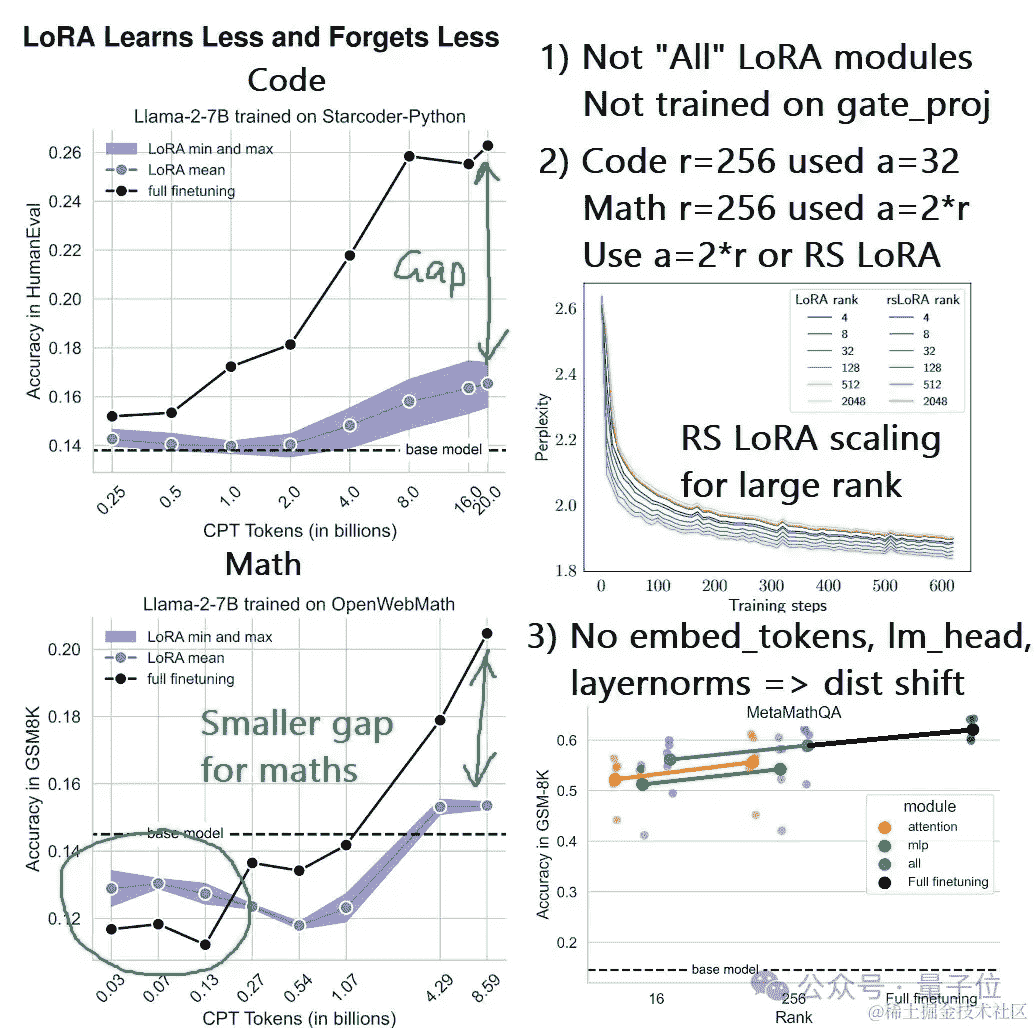 LoRA Learns Less and Forgets Less
Code
Llama-2-7B trained on Starcoder-Python
Accuracy in HumanEval
0.26
0.24
0.22
0.20
0.18
0.16
0.14
LoRA min and max
LoRA mean
full finetuning
Gap
base model
0.25 0.5 1.0 2.0 4.0 8.0 16.0 20.0
CPT Tokens (in billions)
Math
Llama-2-7B trained on OpenWebMath
Accuracy in GSM8K
0.20
0.18
0.16
0.14
0.12
LoRA min and max
LoRA mean
full finetuning
Smaller gap
for maths
base model
0.03 0.07 0.13 0.27 0.54 1.07 4.29 8.59
CPT Tokens (in billions)
1) Not "All" LoRA modules
Not trained on gate_proj
2) Code r=256 used a=32
Math r=256 used a=2*r
Use a=2*r or RS LoRA
Perplexity
2.6
2.4
2.2
2.0
1.8
LoRA rank rsLoRA rank
4 4
8 8
32 32
128 128
512 512
2048 2048
RS LoRA scaling
for large rank
0 100 200 300 400 500 600
Training steps
3) No embed_tokens, lm_head,
layernorms => dist shift
MetaMathQA
Accuracy in GSM-8K
0.6
0.5
0.4
0.3
0.2
module
attention
mlp
all
Full finetuning
base model
16 256 Full finetuning
Rank
公众号·量子位
@稀土掘金技术社区